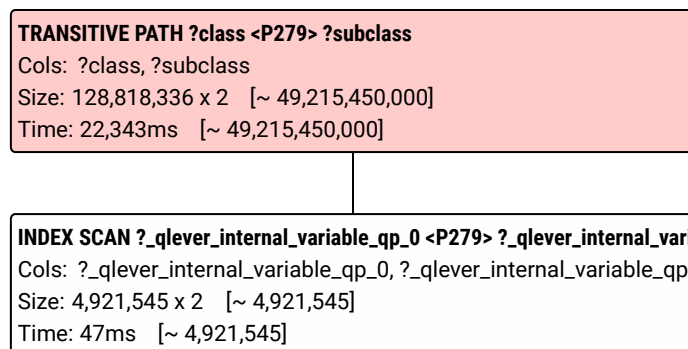 TRANSITIVE PATH ?class <P279> ?subclass
Cols: ?class, ?subclass
Size: 128,818,336 x 2 [~ 49,215,450,000]
Time: 22,343ms [~ 49,215,450,000]
INDEX SCAN ?_qlever_internal_variable_qp_0 <P279> ?_qlever_internal_vari
Cols: ?_qlever_internal_variable_qp_0, ?_qlever_internal_variable_qp
Size: 4,921,545 x 2 [~ 4,921,545]
Time: 47ms [~ 4,921,545]